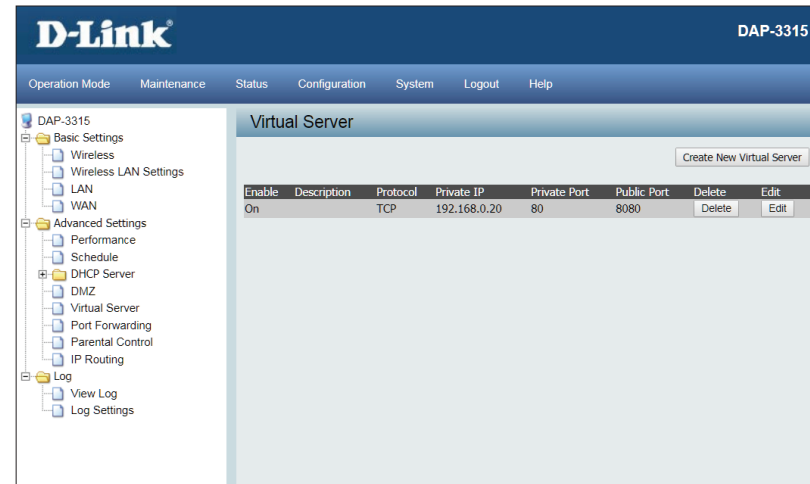 D-Link®
DAP-3315
Operation Mode Maintenance Status Configuration System Logout Help
DAP-3315
Basic Settings
Wireless
Wireless LAN Settings
LAN
WAN
Advanced Settings
Performance
Schedule
DHCP Server
DMZ
Virtual Server
Port Forwarding
Parental Control
IP Routing
Log
View Log
Log Settings
Virtual Server
Create New Virtual Server
Enable Description Protocol Private IP Private Port Public Port Delete Edit
On TCP 192.168.0.20 80 8080 Delete Edit